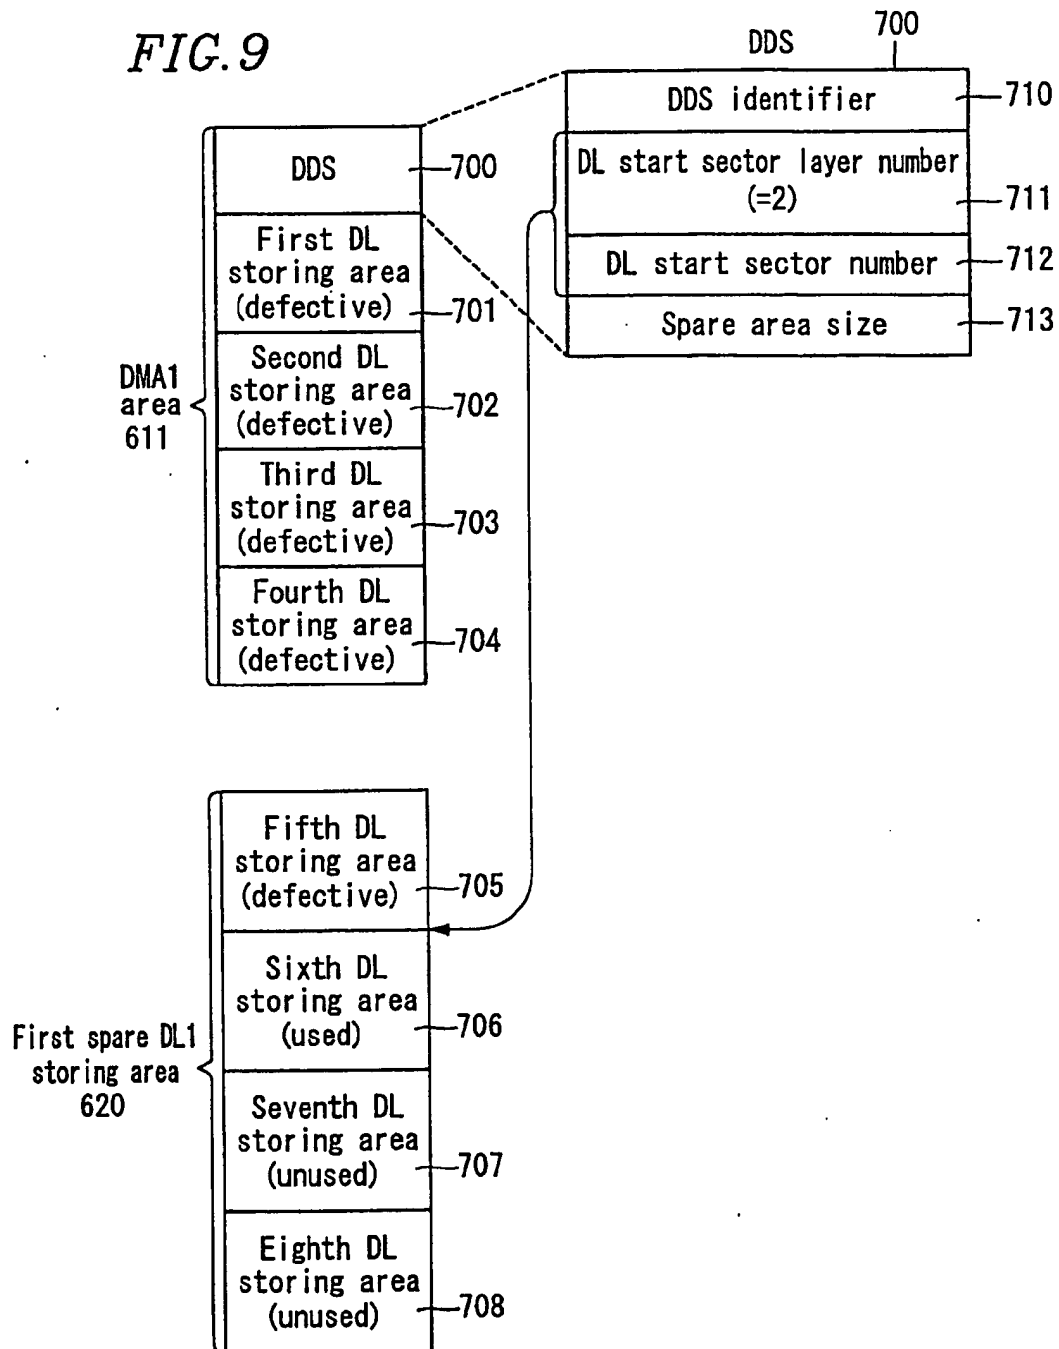 FIG. 9
DDS
700
DDS identifier
710
DL start sector layer number
(=2)
711
DL start sector number
712
Spare area size
713
DDS
700
First DL
storing area
(defective)
701
Second DL
storing area
(defective)
702
Third DL
storing area
(defective)
703
Fourth DL
storing area
(defective)
704
DMA1
area
611
Fifth DL
storing area
(defective)
705
Sixth DL
storing area
(used)
706
Seventh DL
storing area
(unused)
707
Eighth DL
storing area
(unused)
708
First spare DL1
storing area
620